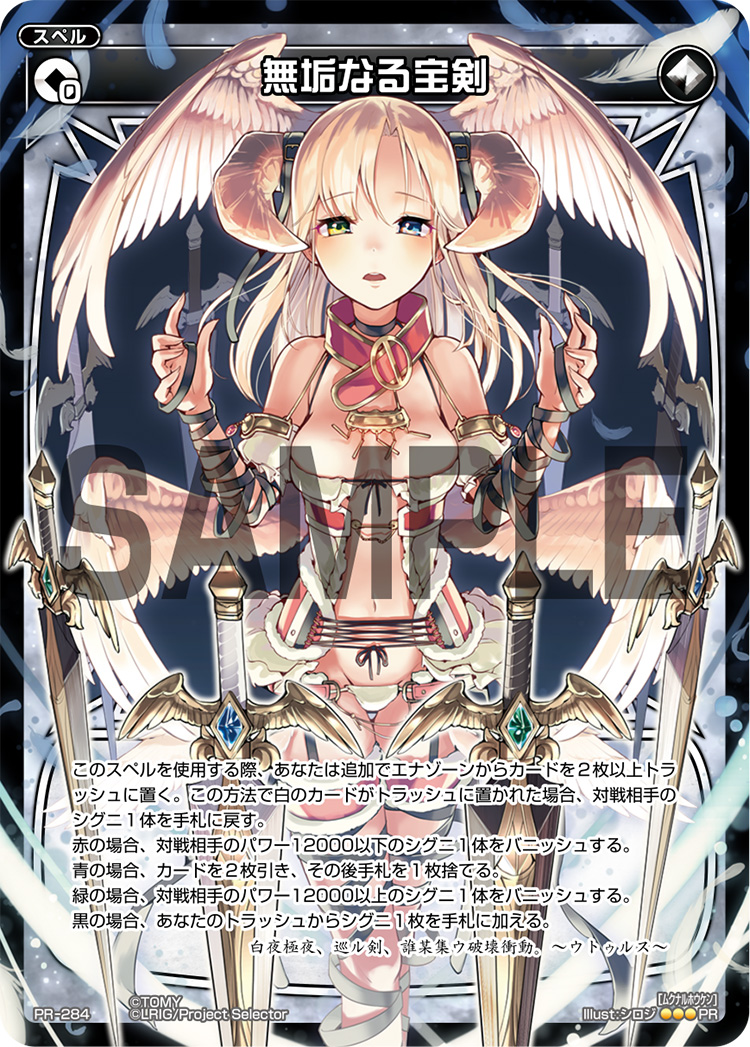 スペル
0
無垢なる宝剣
SAMPLE
このスペルを使用する際、あなたは追加でエナゾーンからカードを2枚以上トラ
ッシュに置く。この方法で白のカードがトラッシュに置かれた場合、対戦相手の
シグニ1体を手札に戻す。
赤の場合、対戦相手のパワー12000以下のシグニ1体をバニッシュする。
青の場合、カードを2枚引き、その後手札を1枚捨てる。
緑の場合、対戦相手のパワー12000以上のシグニ1体をバニッシュする。
黒の場合、あなたのトラッシュからシグニ1枚を手札に加える。
白夜極夜、巡ル剣、誰某集ウ破壊衝動。～ウトゥルス～
[ムクナルホウケン]
PR-284
©TOMY
©LRIG/Project Selector
Illust:シロジ
PR